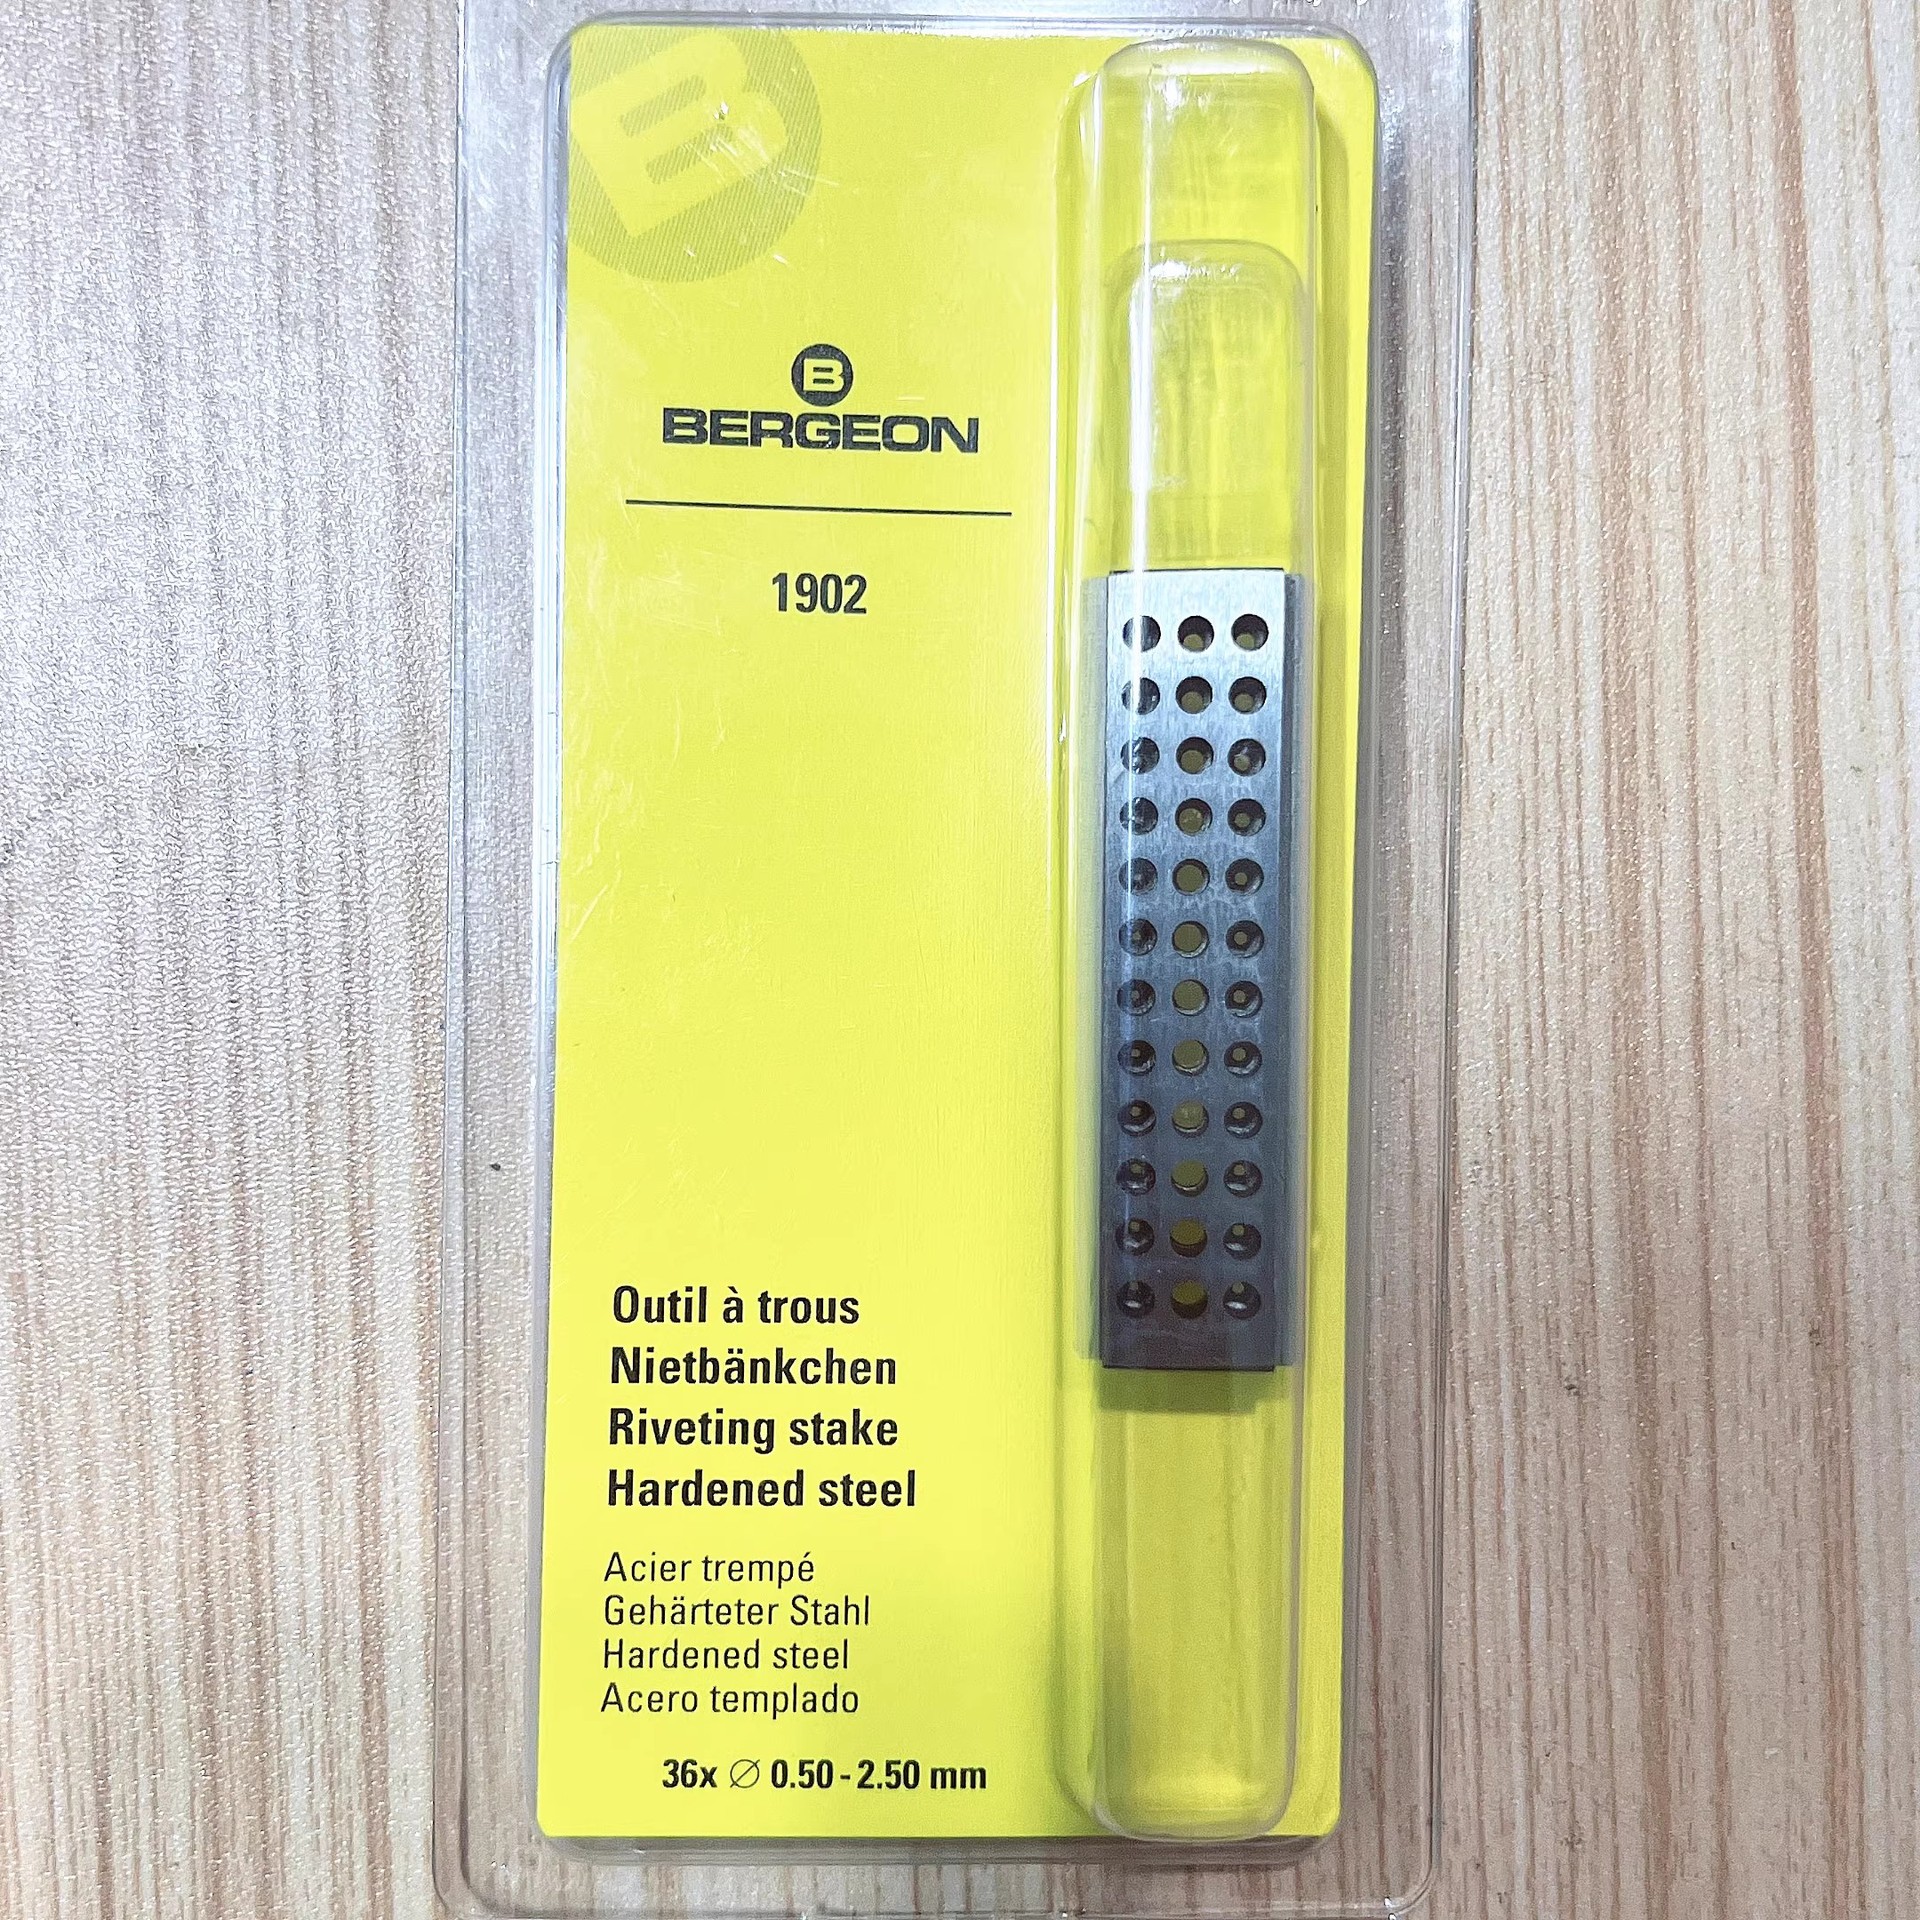 B
B
BERGEON
1902
Outil à trous
Nietbänkchen
Riveting stake
Hardened steel
Acier trempé
Gehärteter Stahl
Hardened steel
Acero templado
36x ∅ 0.50 - 2.50 mm